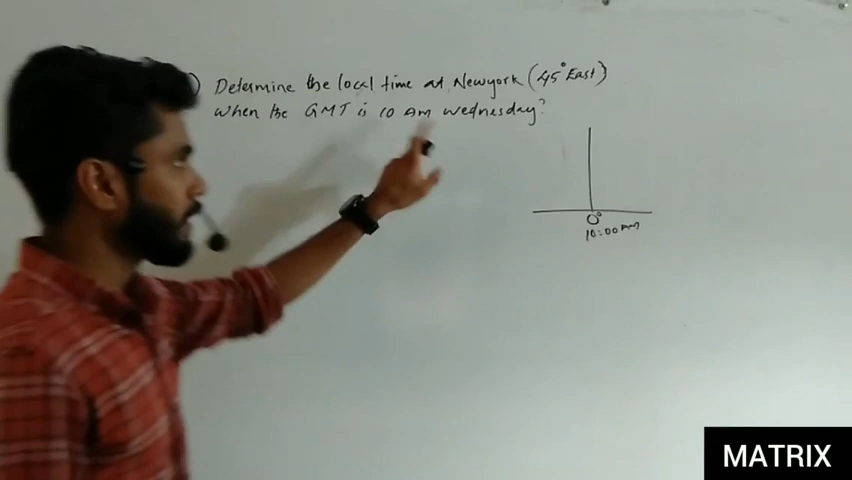 ) Determine the local time at Newyork (45° East)
when the GMT is 10 AM wednesday?
0°
10:00 AM
MATRIX